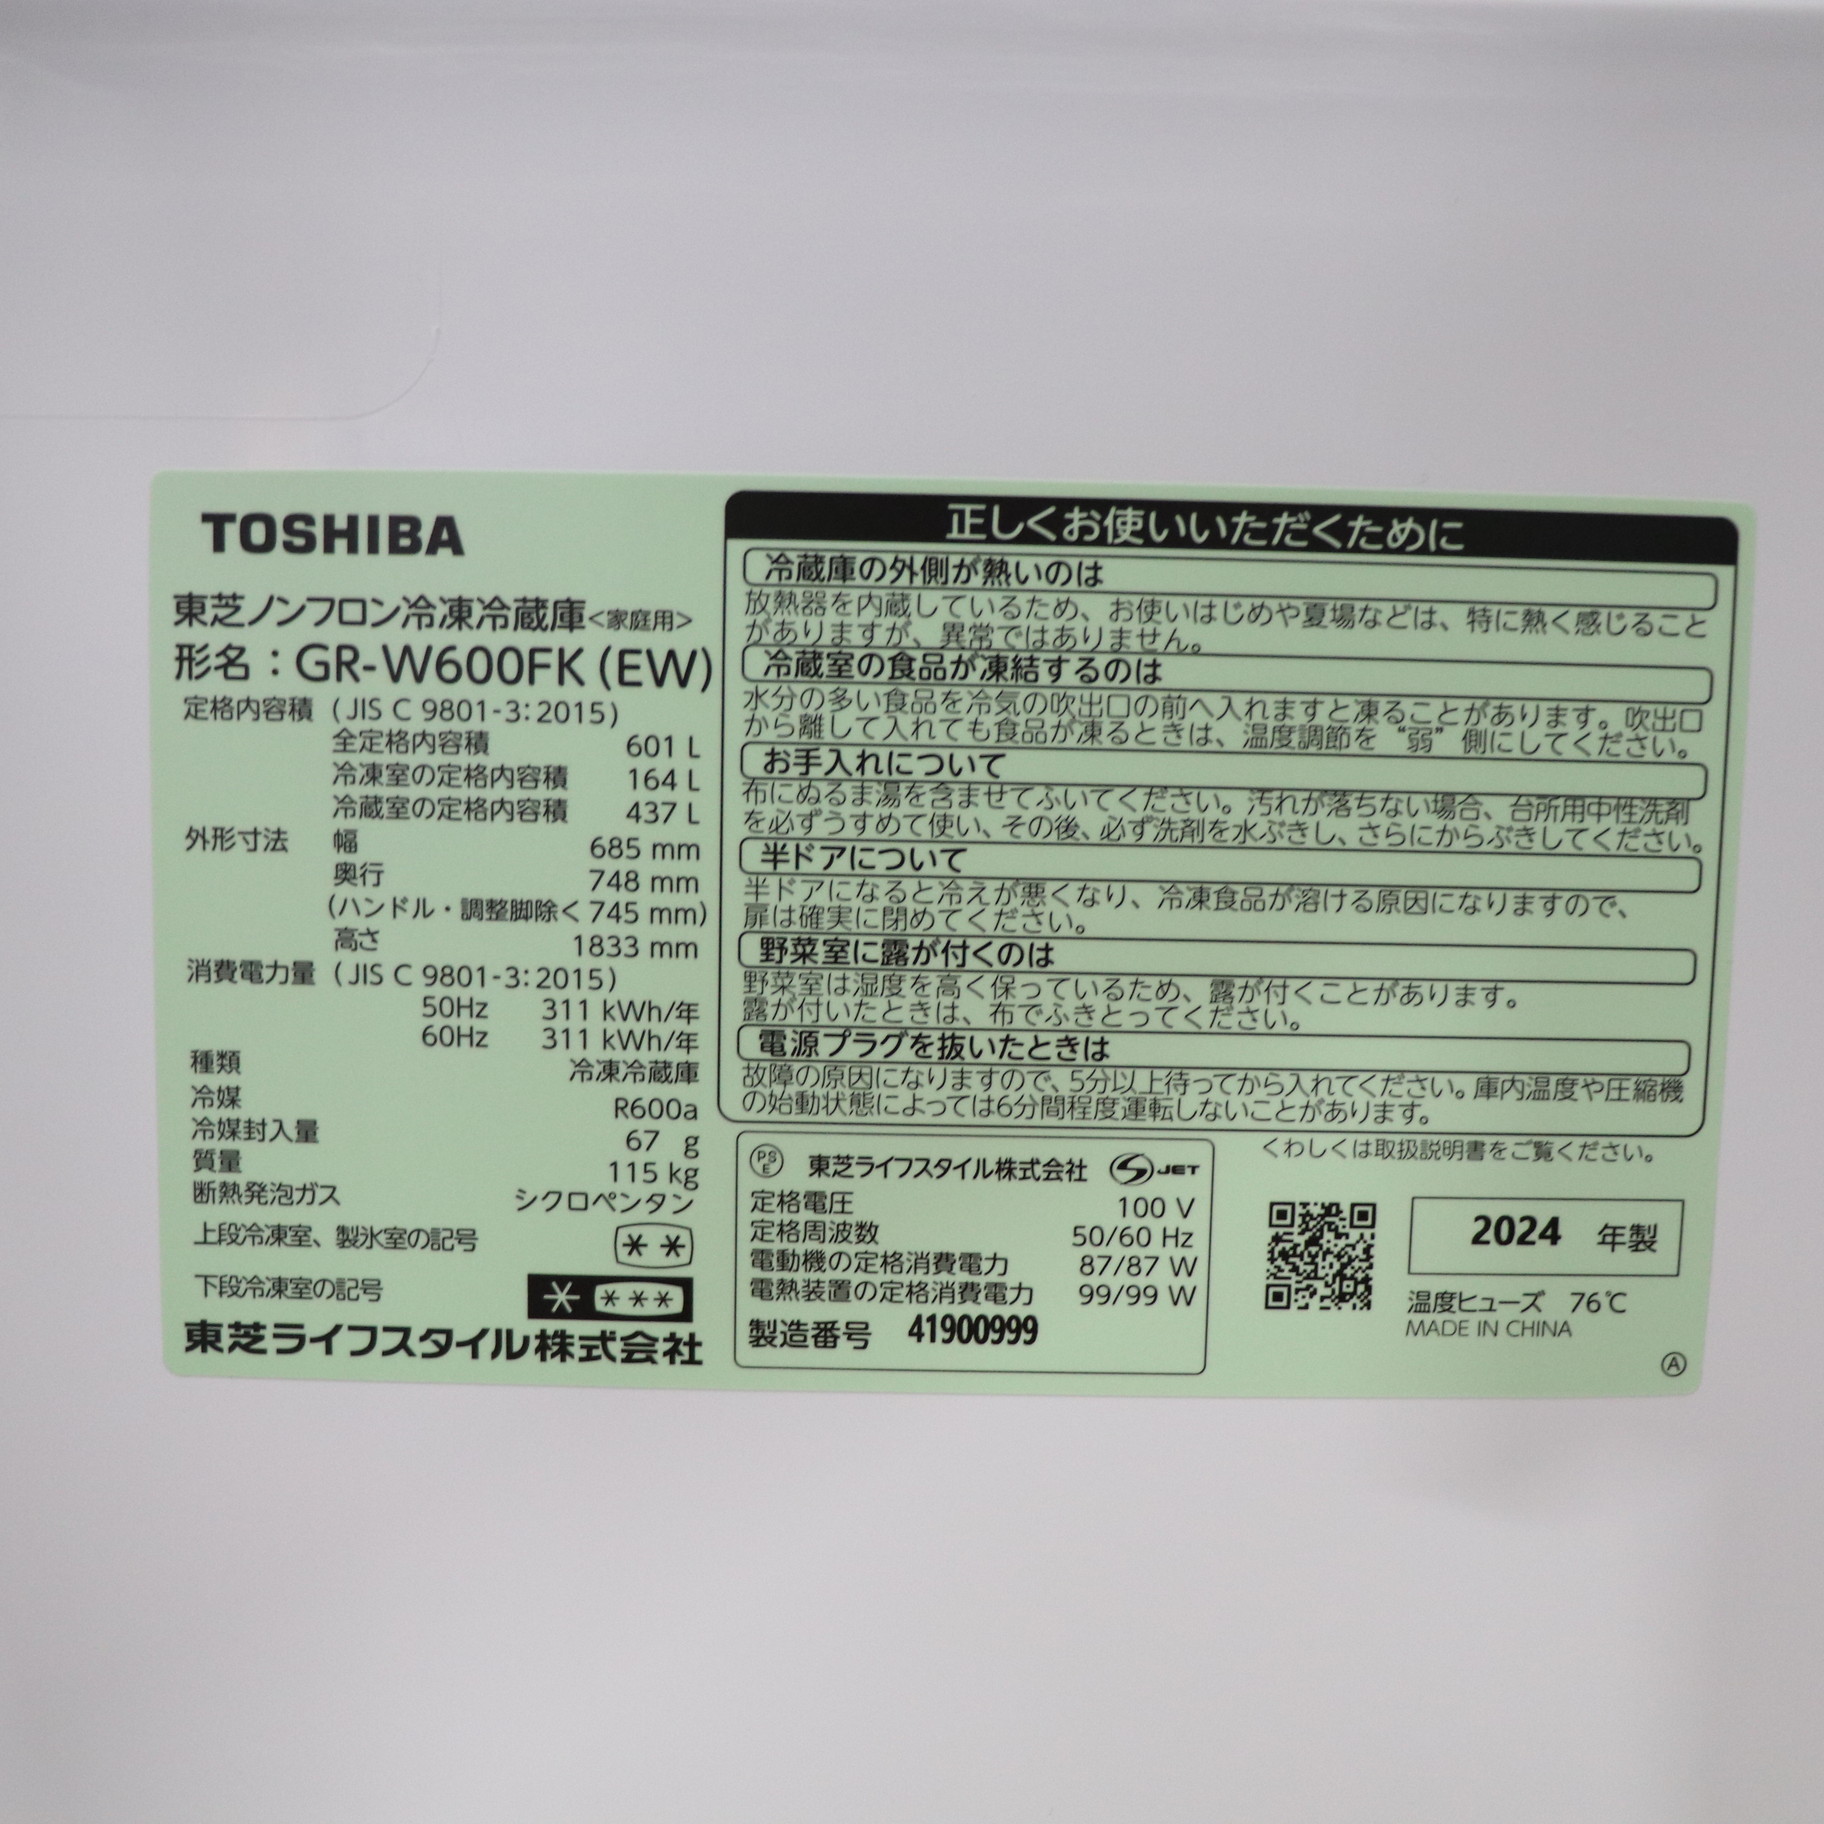 TOSHIBA
東芝ノンフロン冷凍冷蔵庫<家庭用>
形名：GR-W600FK (EW)
定格内容積 (JIS C 9801-3:2015)
全定格内容積 601 L
冷凍室の定格内容積 164 L
冷蔵室の定格内容積 437 L
外形寸法 幅 685 mm
奥行 748 mm
(ハンドル・調整脚除く 745 mm)
高さ 1833 mm
消費電力量 (JIS C 9801-3:2015)
50Hz 311 kWh/年
60Hz 311 kWh/年
種類 冷凍冷蔵庫
冷媒 R600a
冷媒封入量 67 g
質量 115 kg
断熱発泡ガス シクロペンタン
上段冷凍室、製氷室の記号 **
下段冷凍室の記号 * ***
東芝ライフスタイル株式会社
正しくお使いいただくために
冷蔵庫の外側が熱いのは
放熱器を内蔵しているため、お使いはじめや夏場などは、特に熱く感じること
がありますが、異常ではありません。
冷蔵室の食品が凍結するのは
水分の多い食品を冷気の吹出口の前へ入れますと凍ることがあります。吹出口
から離して入れても食品が凍るときは、温度調節を“弱”側にしてください。
お手入れについて
布にぬるま湯を含ませてふいてください。汚れが落ちない場合、台所用中性洗剤
を必ずうすめて使い、その後、必ず洗剤を水ぶきし、さらにからぶきしてください。
半ドアについて
半ドアになると冷えが悪くなり、冷凍食品が溶ける原因になりますので、
扉は確実に閉めてください。
野菜室に露が付くのは
野菜室は湿度を高く保っているため、露が付くことがあります。
露が付いたときは、布でふきとってください。
電源プラグを抜いたときは
故障の原因になりますので、5分以上待ってから入れてください。庫内温度や圧縮機
の始動状態によっては6分間程度運転しないことがあります。
くわしくは取扱説明書をご覧ください。
PS E 東芝ライフスタイル株式会社 S JET
定格電圧 100 V
定格周波数 50/60 Hz
電動機の定格消費電力 87/87 W
電熱装置の定格消費電力 99/99 W
製造番号 41900999
2024 年製
温度ヒューズ 76℃
MADE IN CHINA
Ⓐ